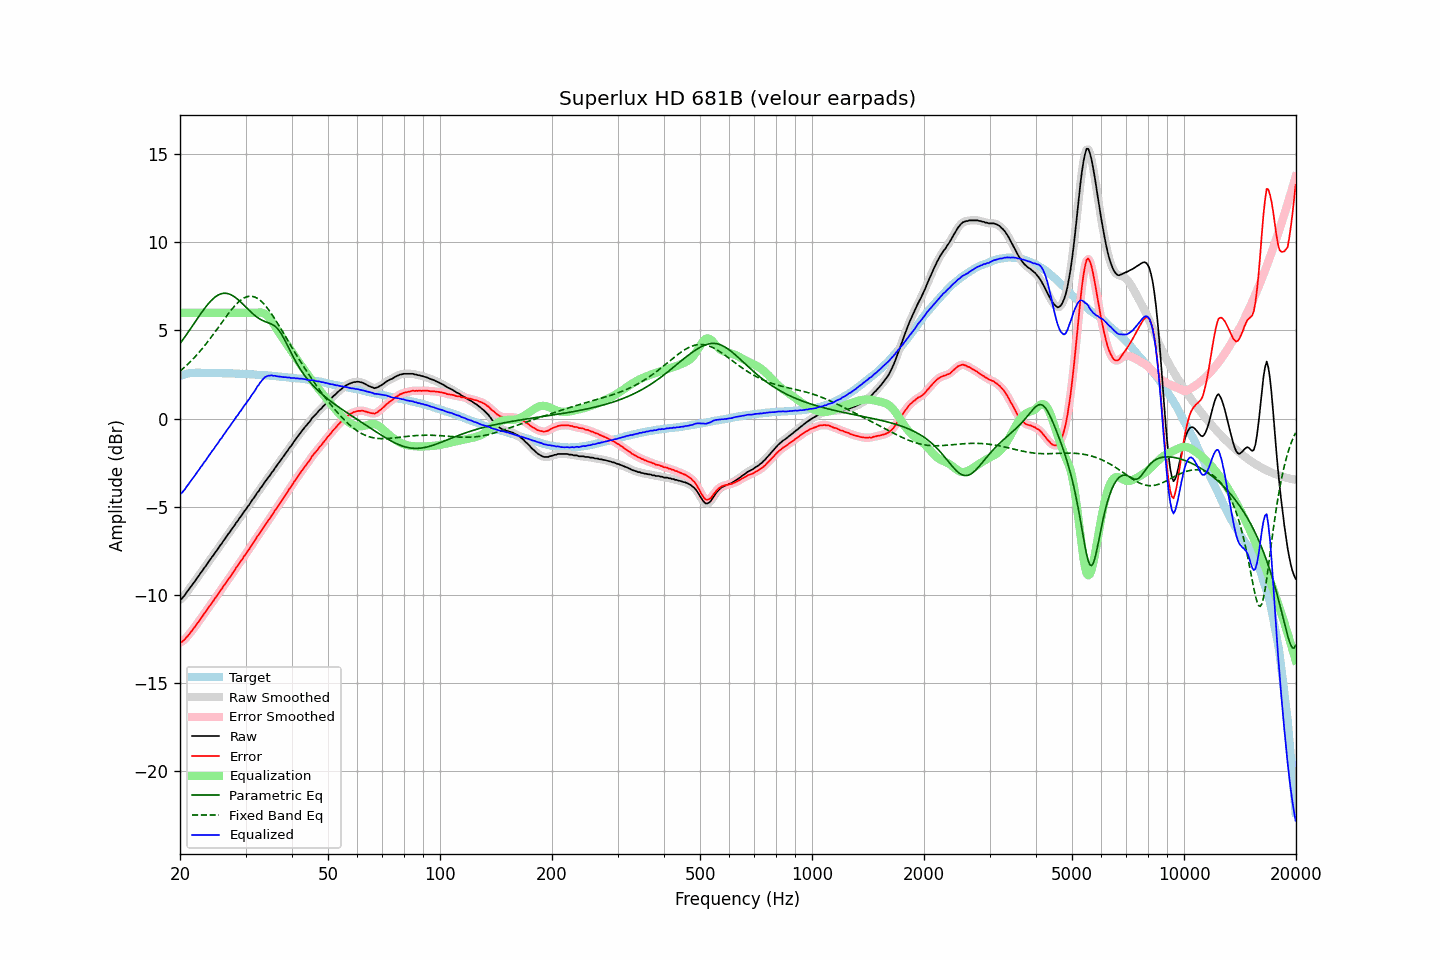 Superlux HD 681B (velour earpads)
Amplitude (dBr)
15
10
5
0
−5
−10
−15
−20
Target
Raw Smoothed
Error Smoothed
Raw
Error
Equalization
Parametric Eq
Fixed Band Eq
Equalized
20
50
100
200
500
1000
2000
5000
10000
20000
Frequency (Hz)